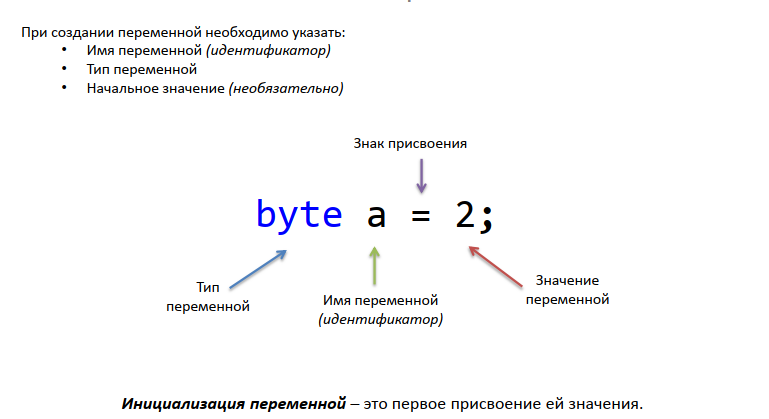 При создании переменной необходимо указать:
• Имя переменной (идентификатор)
• Тип переменной
• Начальное значение (необязательно)
Знак присвоения
byte a = 2;
Тип
переменной
Имя переменной
(идентификатор)
Значение
переменной
Инициализация переменной – это первое присвоение ей значения.